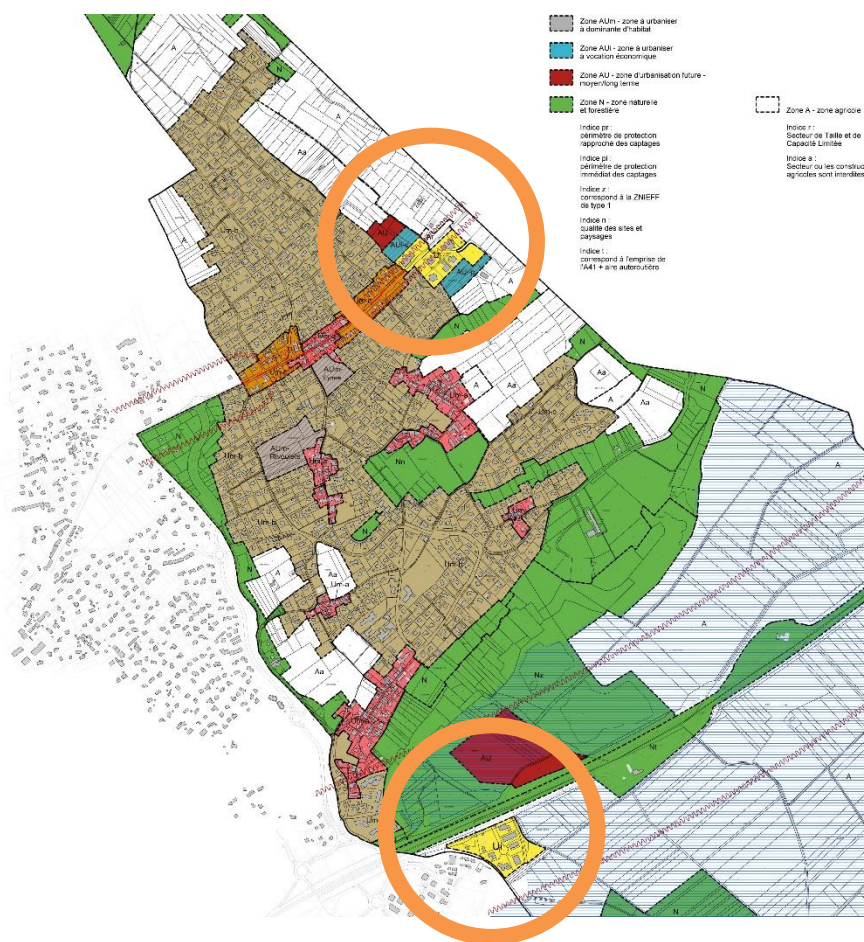 Zone AUm - zone à urbaniser
à dominante d'habitat
Zone AUi - zone à urbaniser
à vocation économique
Zone AU - zone d'urbanisation future -
moyen/long terme
Zone N - zone naturelle
et forestière
Indice pr :
périmètre de protection
rapproché des captages
Indice pi :
périmètre de protection
immédiat des captages
Indice z :
correspond à la ZNIEFF
de type 1
Indice n :
qualité des sites et
paysages
Indice t :
correspond à l'emprise de
l'A41 + aire autoroutière
Zone A - zone agricole
Indice r :
Secteur de Taille et de
Capacité Limitée
Indice a :
Secteur ou les construc
agricoles sont interdites
A
N
A
Aa
A
AU
A
N
N
Aa
A
Aa
N
A
Aa
N
Nn
N
A
Aa
A
Um-a
Aa
N
Nz
A
AU
Nt
A
Ui
N